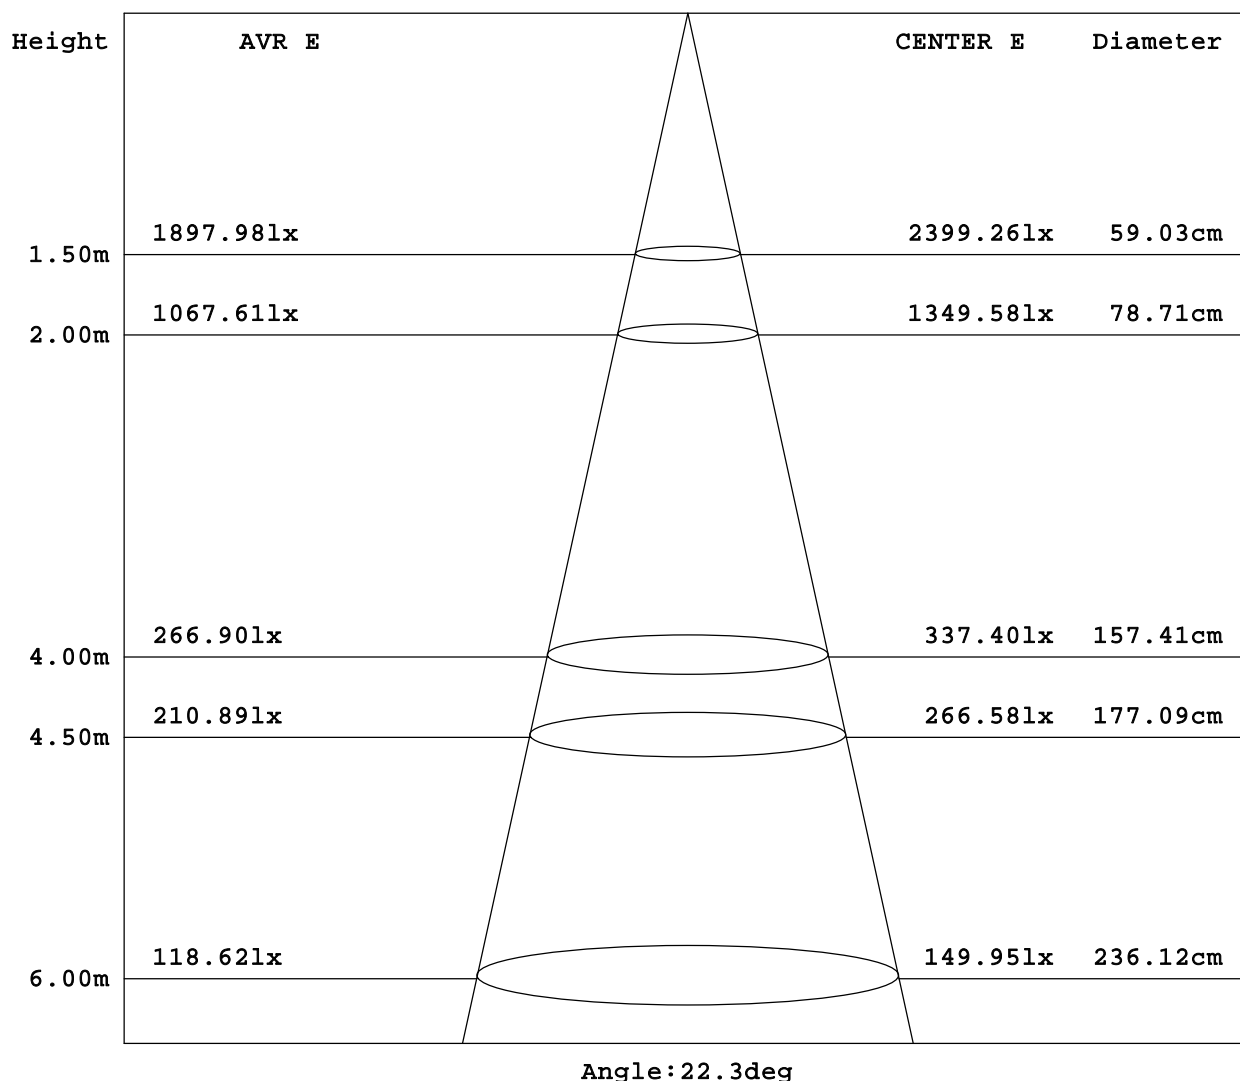 Height AVR E CENTER E Diameter
1897.98lx 2399.26lx 59.03cm
1.50m
1067.61lx 1349.58lx 78.71cm
2.00m
266.90lx 337.40lx 157.41cm
4.00m
210.89lx 266.58lx 177.09cm
4.50m
118.62lx 149.95lx 236.12cm
6.00m
Angle:22.3deg